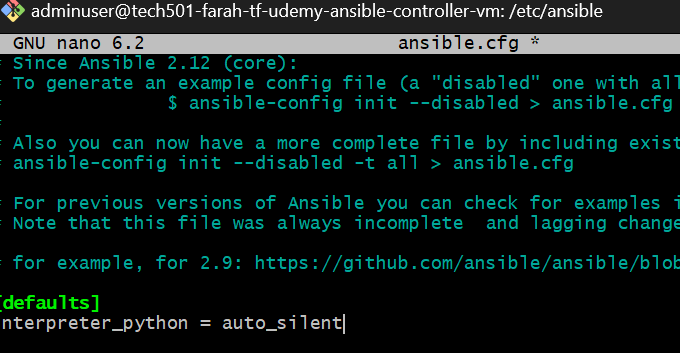 adminuser@tech501-farah-tf-udemy-ansible-controller-vm: /etc/ansible
GNU nano 6.2 ansible.cfg *
# Since Ansible 2.12 (core):
# To generate an example config file (a "disabled" one with all
# $ ansible-config init --disabled > ansible.cfg
#
# Also you can now have a more complete file by including exist
# ansible-config init --disabled -t all > ansible.cfg
# For previous versions of Ansible you can check for examples i
# Note that this file was always incomplete and lagging change
# for example, for 2.9: https://github.com/ansible/ansible/blob
[defaults]
nterpreter_python = auto_silent